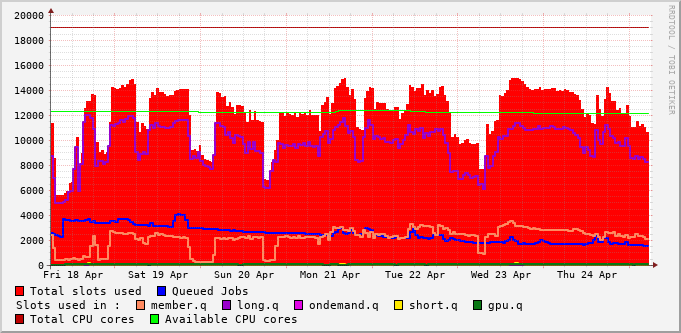 20000
18000
16000
14000
12000
10000
8000
6000
4000
2000
0
Fri 18 Apr Sat 19 Apr Sun 20 Apr Mon 21 Apr Tue 22 Apr Wed 23 Apr Thu 24 Apr
Total slots used Queued Jobs
Slots used in : member.q long.q ondemand.q short.q gpu.q
Total CPU cores Available CPU cores
RRDTOOL / TOBI OETIKER